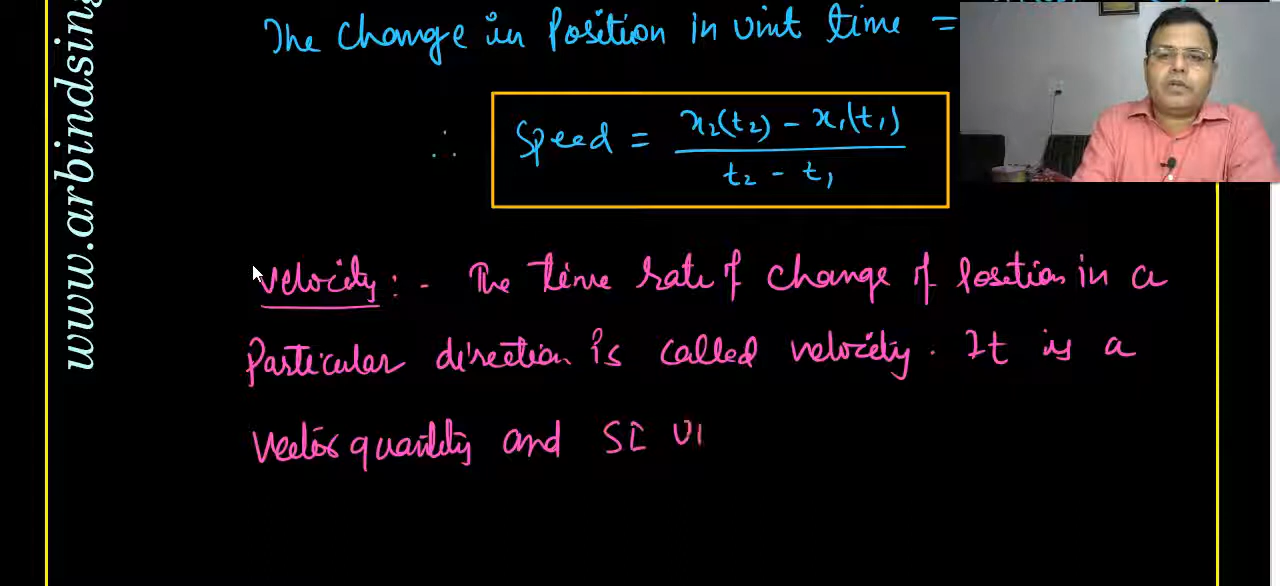 www.arbindsing
The Change in Position in unit time =
∴ Speed = x₂(t₂) - x₁(t₁) / t₂ - t₁
Velocity : - The time rate of change of Position in a
Particular direction is called velocity. It is a
Vector quantity and SI un